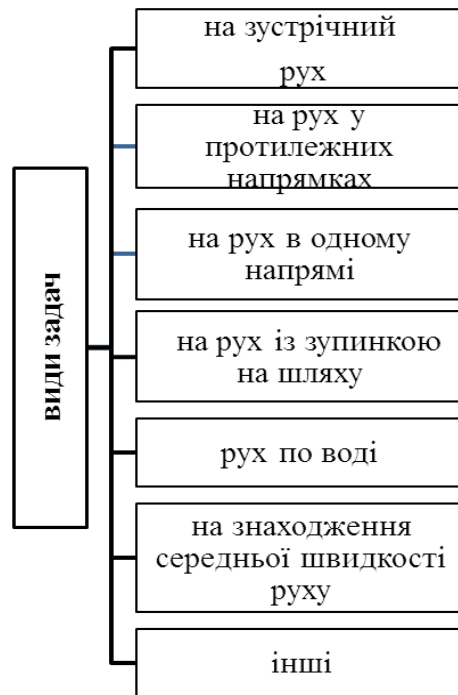 види задач
на зустрічний
рух
на рух у
протилежних
напрямках
на рух в одному
напрямі
на рух із зупинкою
на шляху
рух по воді
на знаходження
середньої швидкості
руху
інші